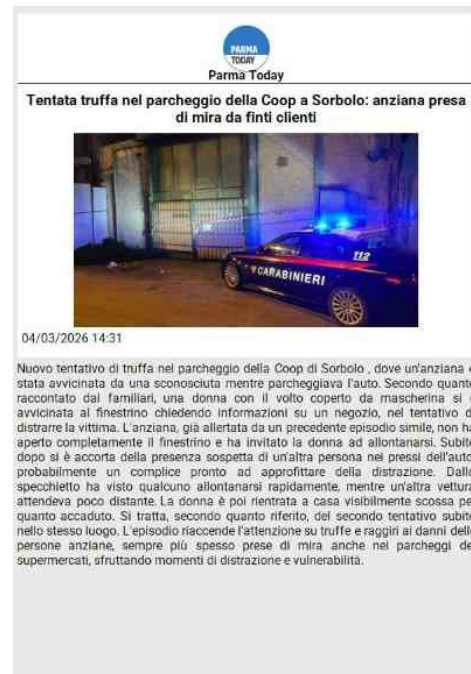 PARMA
TODAY
Parma Today
Tentata truffa nel parcheggio della Coop a Sorbolo: anziana presa
di mira da finti clienti
112
CARABINIERI
04/03/2026 14:31
Nuovo tentativo di truffa nel parcheggio della Coop di Sorbolo , dove un'anziana è
stata avvicinata da una sconosciuta mentre parcheggiava l'auto. Secondo quanto
raccontato dai familiari, una donna con il volto coperto da mascherina si è
avvicinata al finestrino chiedendo informazioni su un negozio, nel tentativo di
distrarre la vittima. L'anziana, già allertata da un precedente episodio simile, non ha
aperto completamente il finestrino e ha invitato la donna ad allontanarsi. Subito
dopo si è accorta della presenza sospetta di un'altra persona nei pressi dell'auto,
probabilmente un complice pronto ad approfittare della distrazione. Dallo
specchietto ha visto qualcuno allontanarsi rapidamente, mentre un'altra vettura
attendeva poco distante. La donna è poi rientrata a casa visibilmente scossa per
quanto accaduto. Si tratta, secondo quanto riferito, del secondo tentativo subito
nello stesso luogo. L'episodio riaccende l'attenzione su truffe e raggiri ai danni delle
persone anziane, sempre più spesso prese di mira anche nei parcheggi dei
supermercati, sfruttando momenti di distrazione e vulnerabilità.